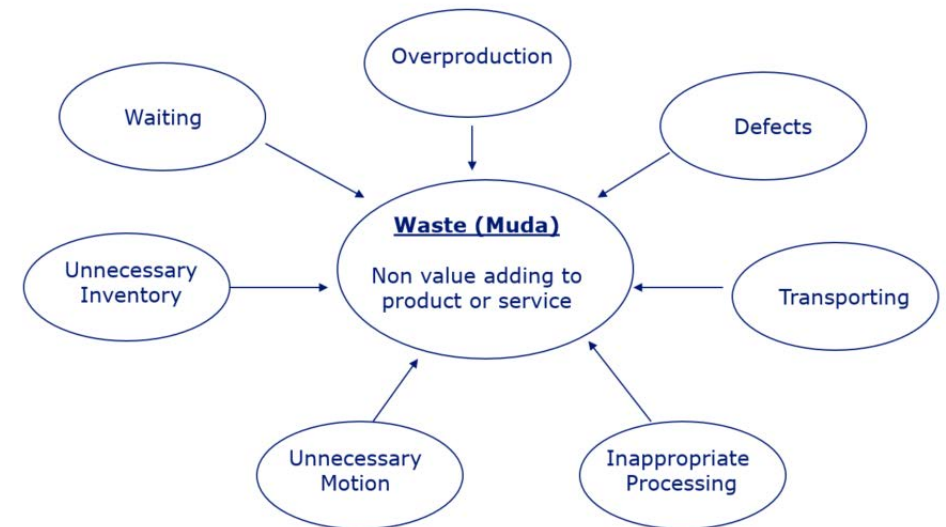 Overproduction
Waiting
Defects
Waste (Muda)
Non value adding to
product or service
Unnecessary
Inventory
Transporting
Unnecessary
Motion
Inappropriate
Processing